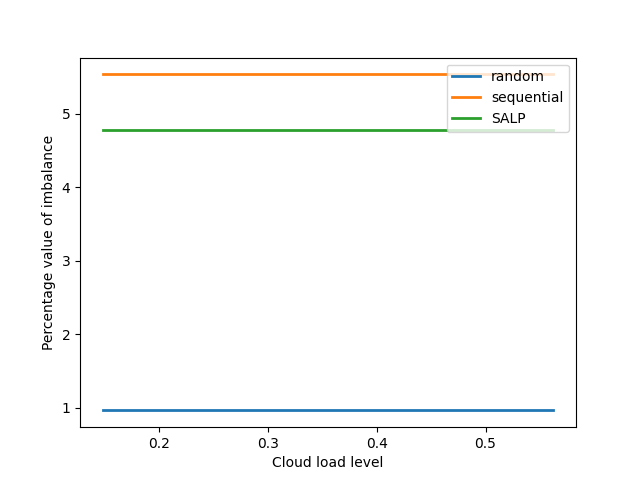 random
sequential
SALP
5
4
3
2
1
Percentage value of imbalance
0.2 0.3 0.4 0.5
Cloud load level